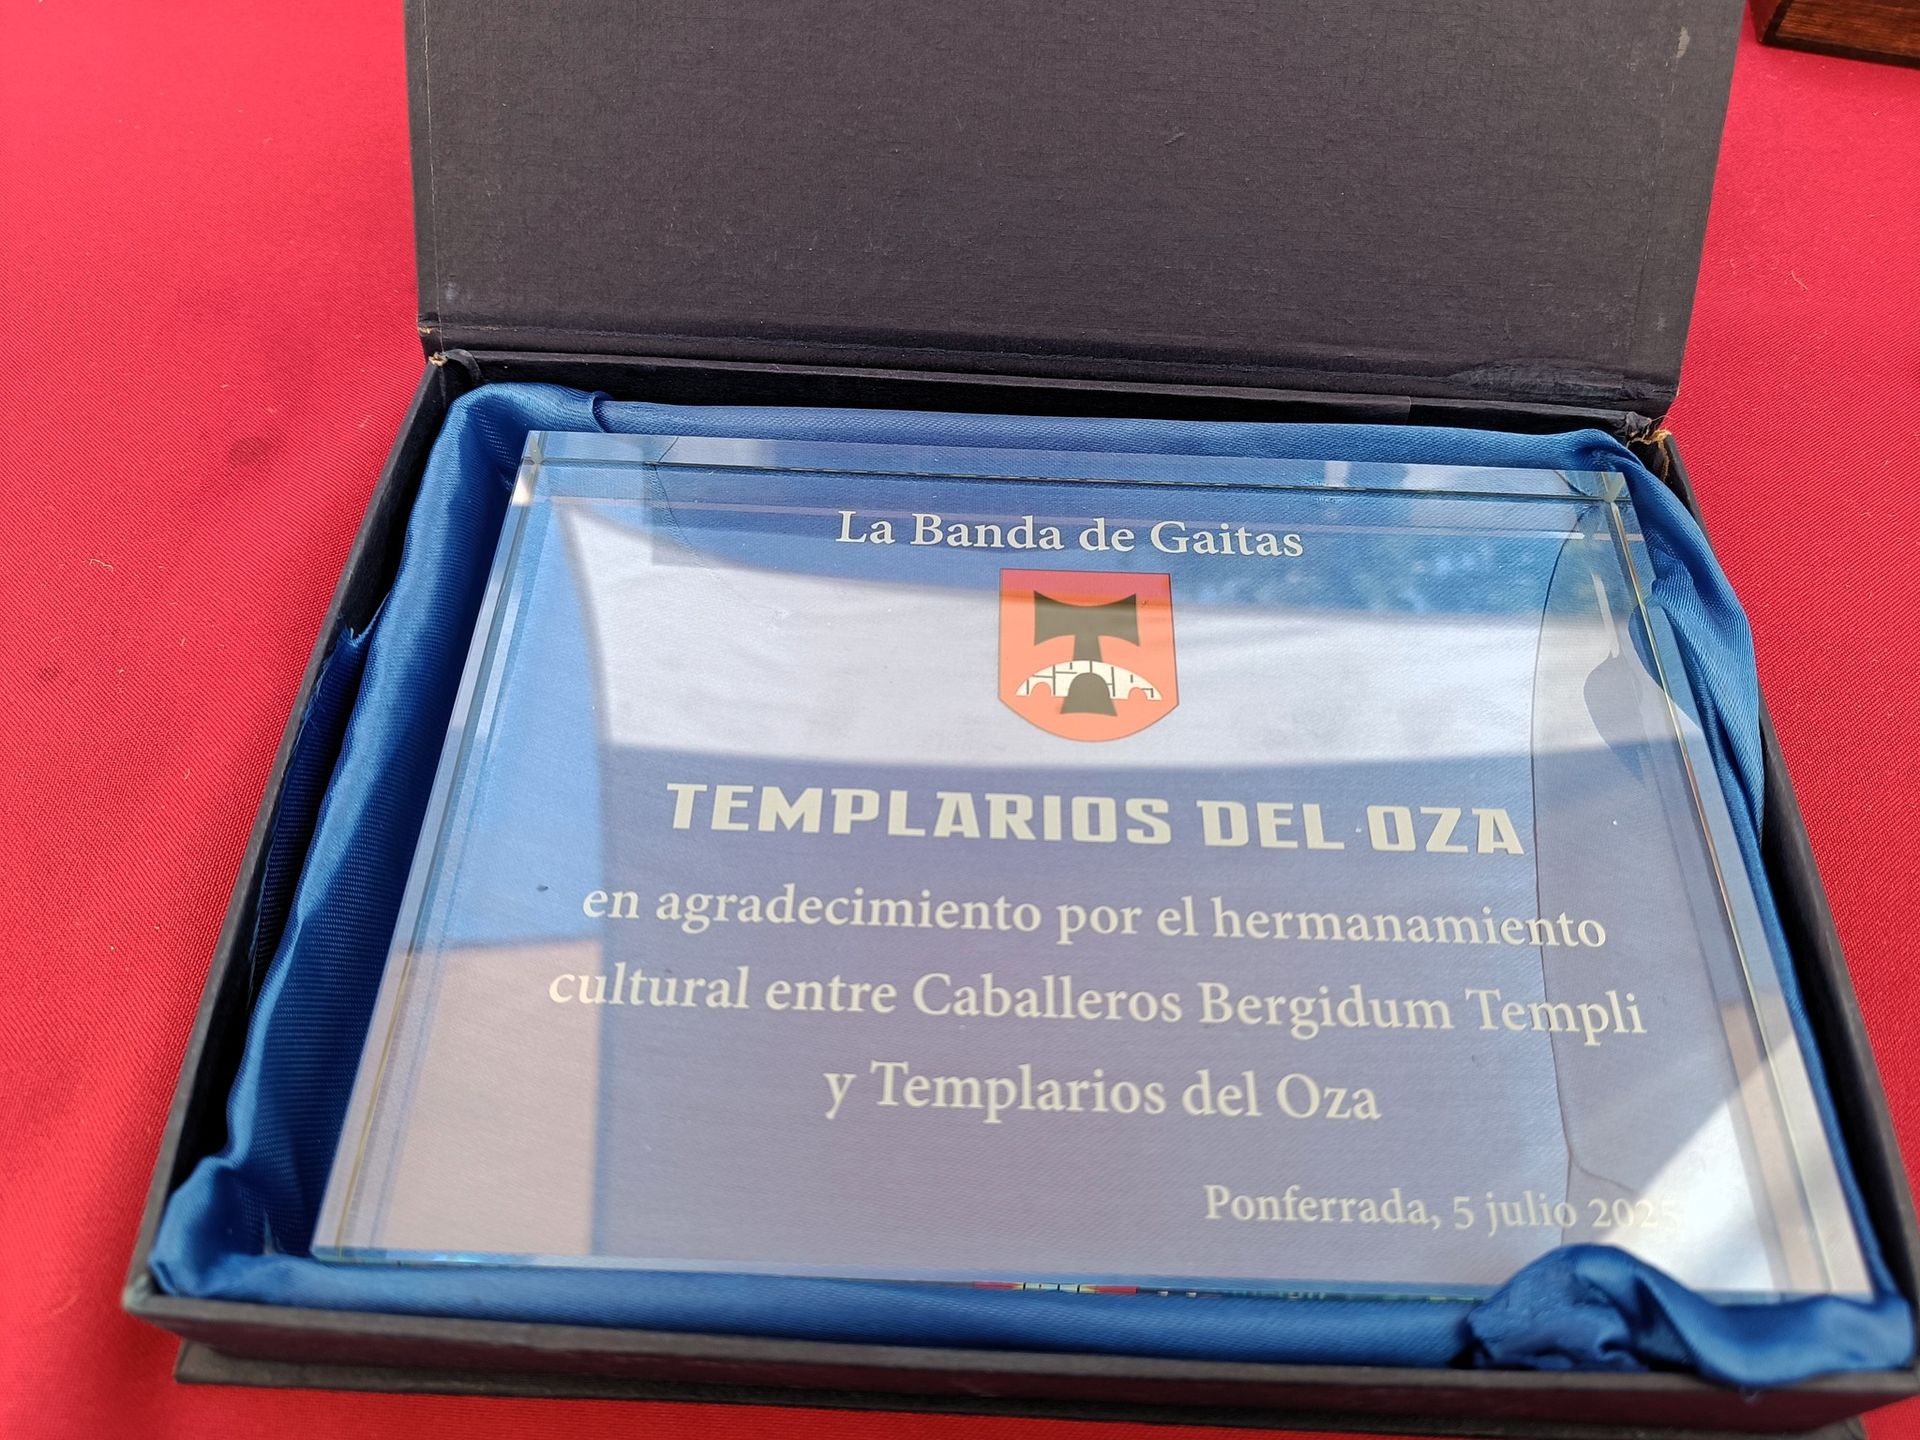 La Banda de Gaitas
TEMPLARIOS DEL OZA
en agradecimiento por el hermanamiento
cultural entre Caballeros Bergidum Templi
y Templarios del Oza
Ponferrada, 5 julio 2025